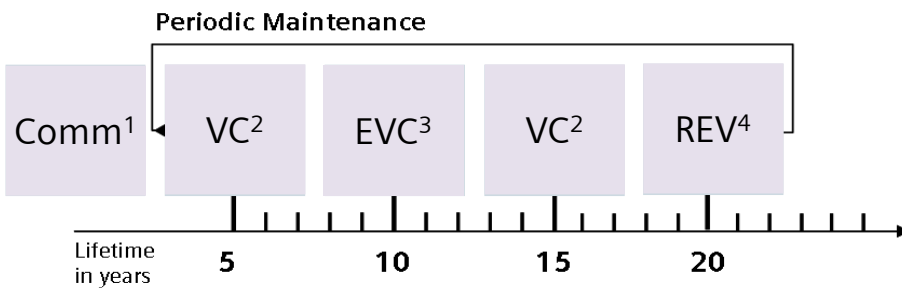 Periodic Maintenance
Comm¹ VC² EVC³ VC² REV⁴
Lifetime
in years
5 10 15 20